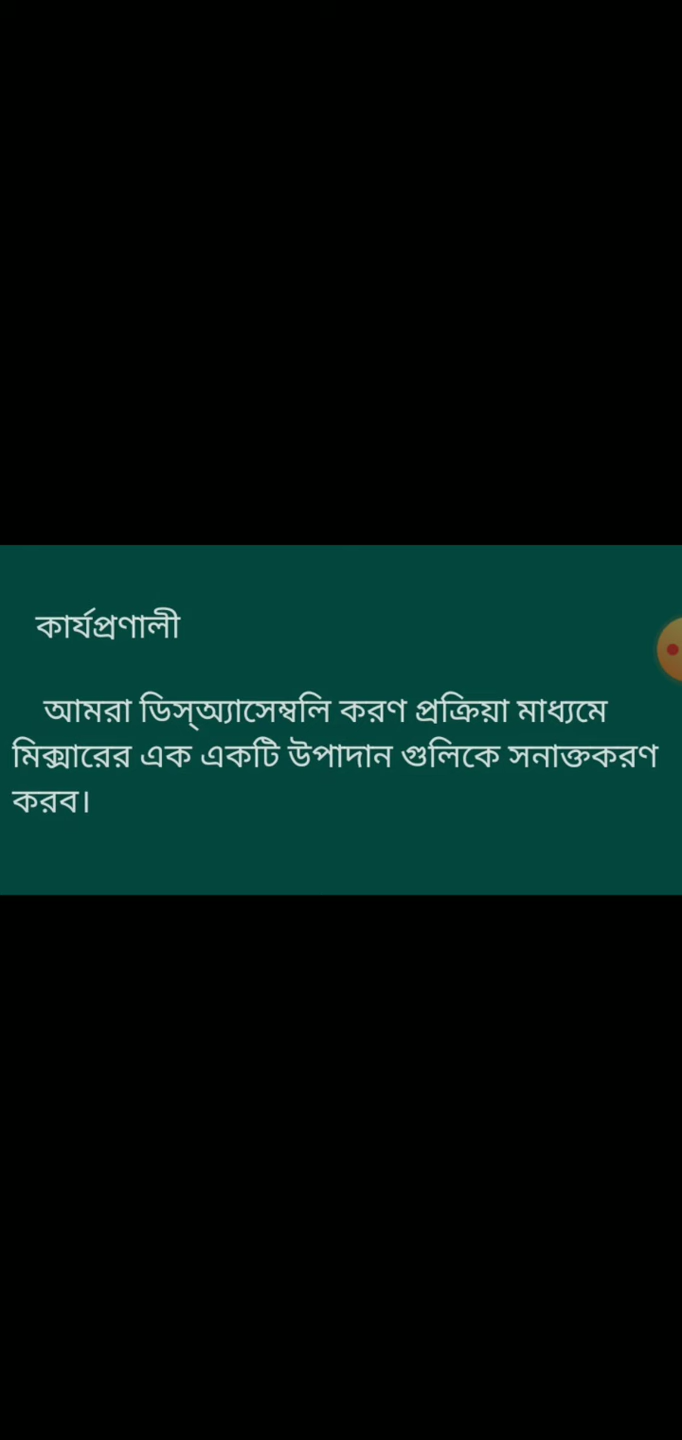 কার্যপ্রণালী
আমরা ডিস্অ্যাসেম্বলি করণ প্রক্রিয়া মাধ্যমে
মিক্সারের এক একটি উপাদান গুলিকে সনাক্তকরণ
করব।